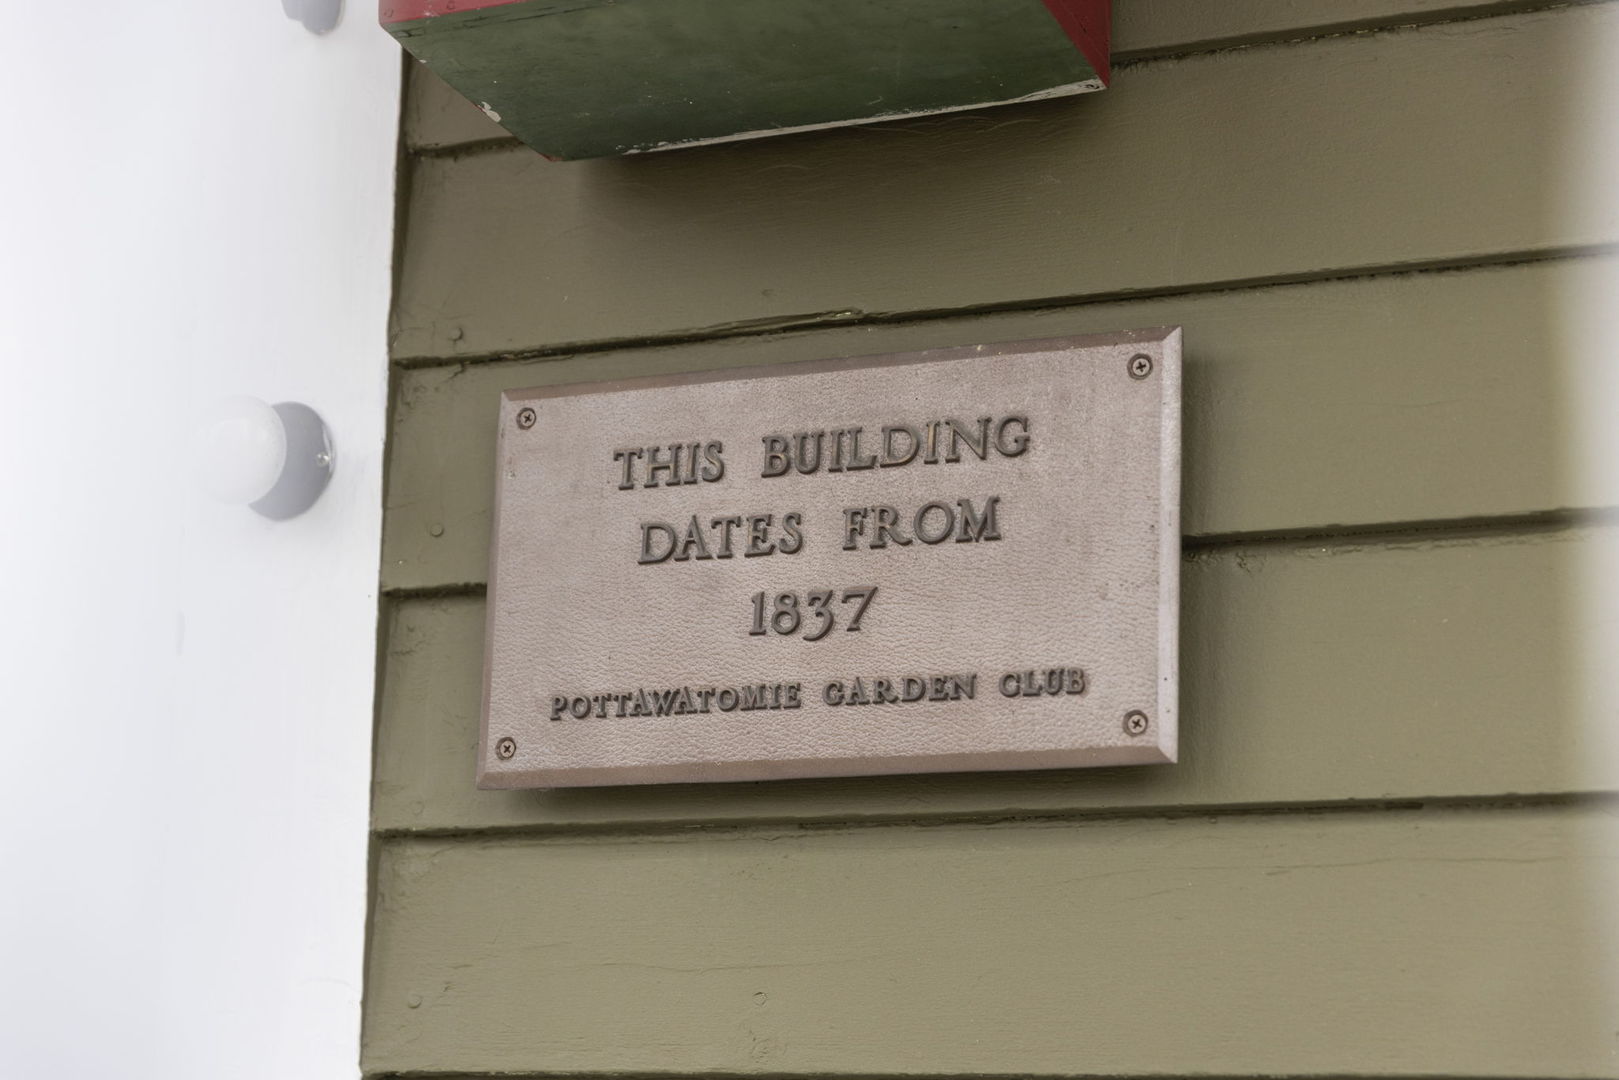 THIS BUILDING
DATES FROM
1837
POTTAWATOMIE GARDEN CLUB